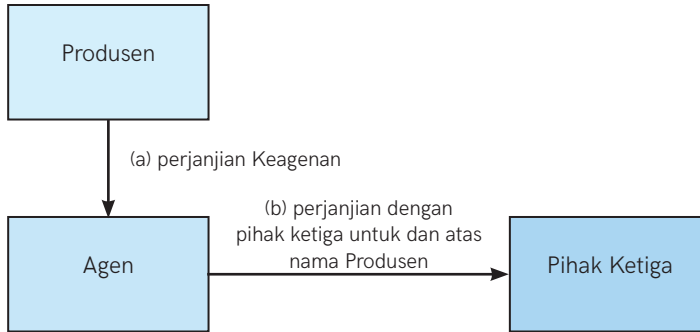 Produsen
(a) perjanjian Keagenan
(b) perjanjian dengan
pihak ketiga untuk dan atas
nama Produsen
Agen
Pihak Ketiga